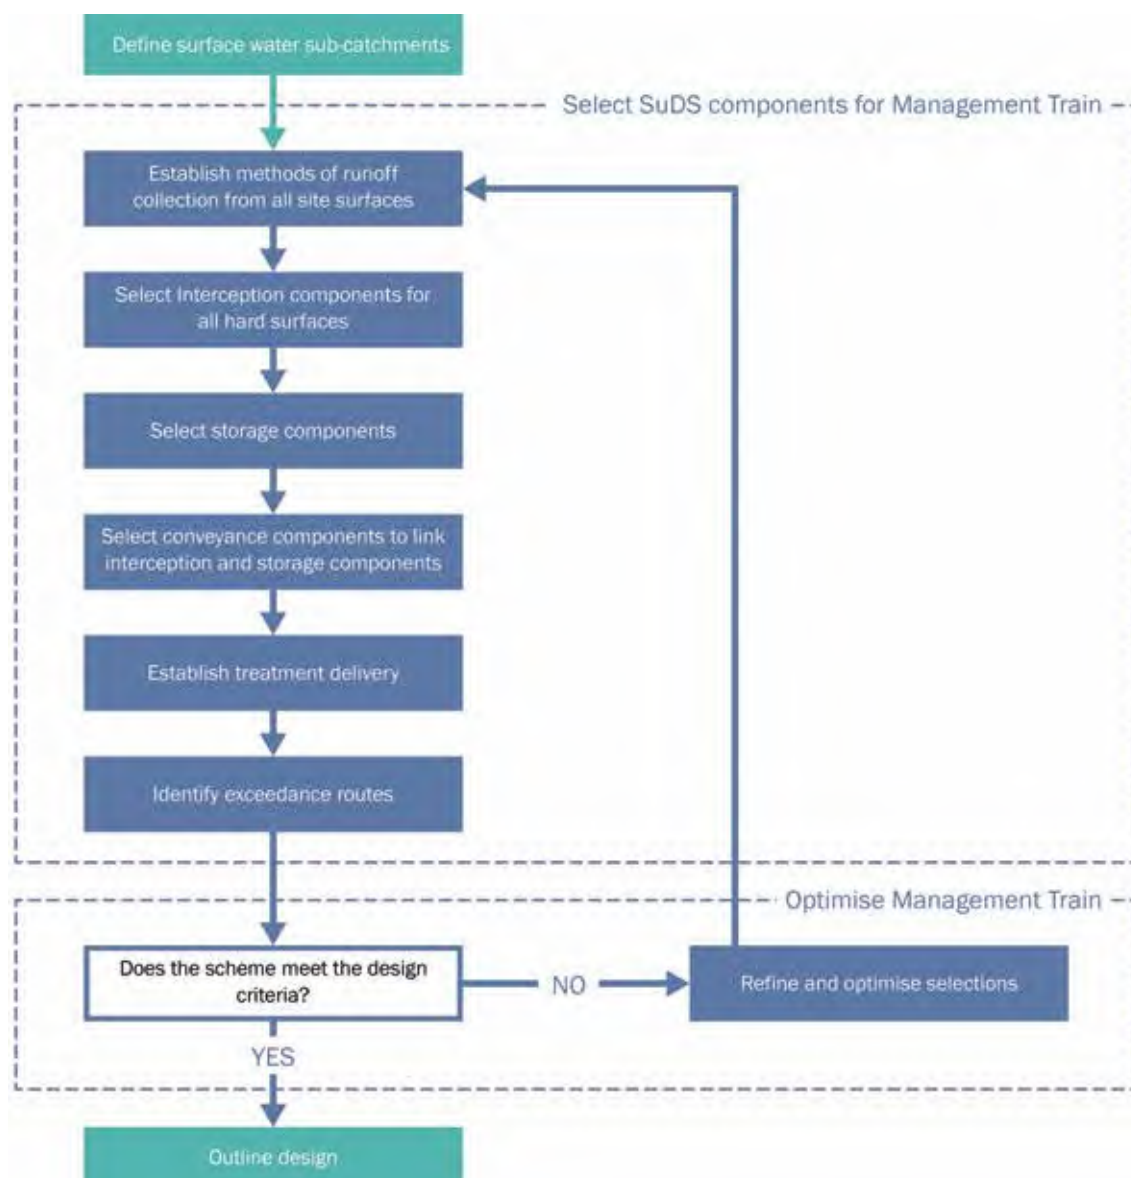 Define surface water sub-catchments
Select SuDS components for Management Train
Establish methods of runoff
collection from all site surfaces
Select Interception components for
all hard surfaces
Select storage components
Select conveyance components to link
interception and storage components
Establish treatment delivery
Identify exceedance routes
Optimise Management Train
Does the scheme meet the design
criteria?
NO
Refine and optimise selections
YES
Outline design